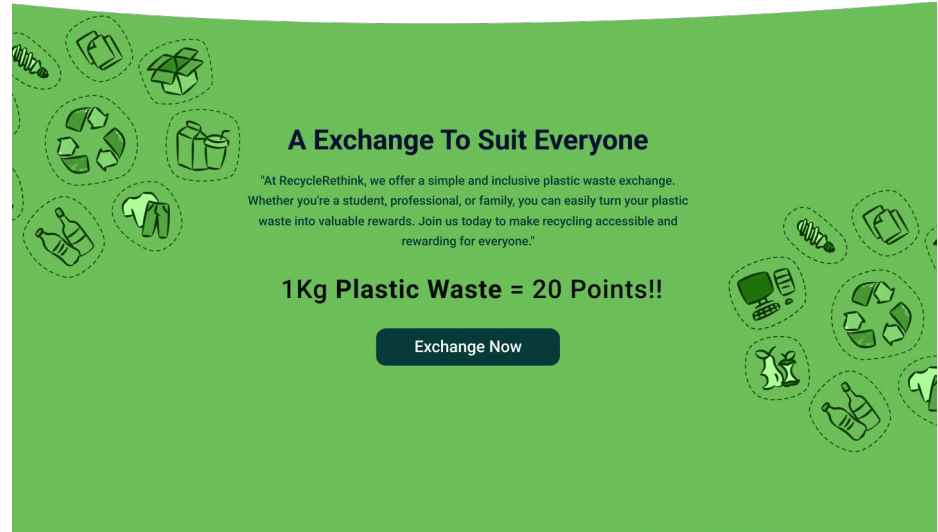 A Exchange To Suit Everyone
"At RecycleRethink, we offer a simple and inclusive plastic waste exchange.
Whether you're a student, professional, or family, you can easily turn your plastic
waste into valuable rewards. Join us today to make recycling accessible and
rewarding for everyone."
1Kg Plastic Waste = 20 Points!!
Exchange Now